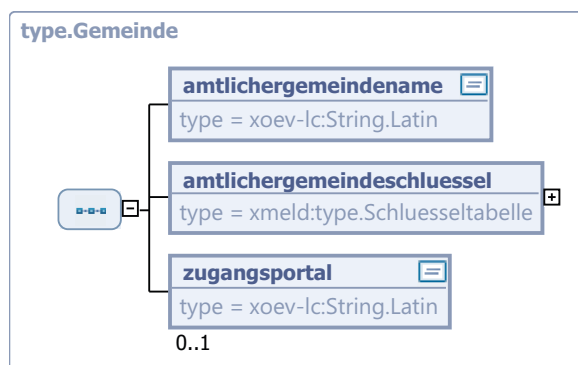 type.Gemeinde
amtlichergemeindename
type = xoev-lc:String.Latin
amtlichergemeindeschluessel
type = xmeld:type.Schluesseltabelle
zugangsportal
type = xoev-lc:String.Latin
0..1